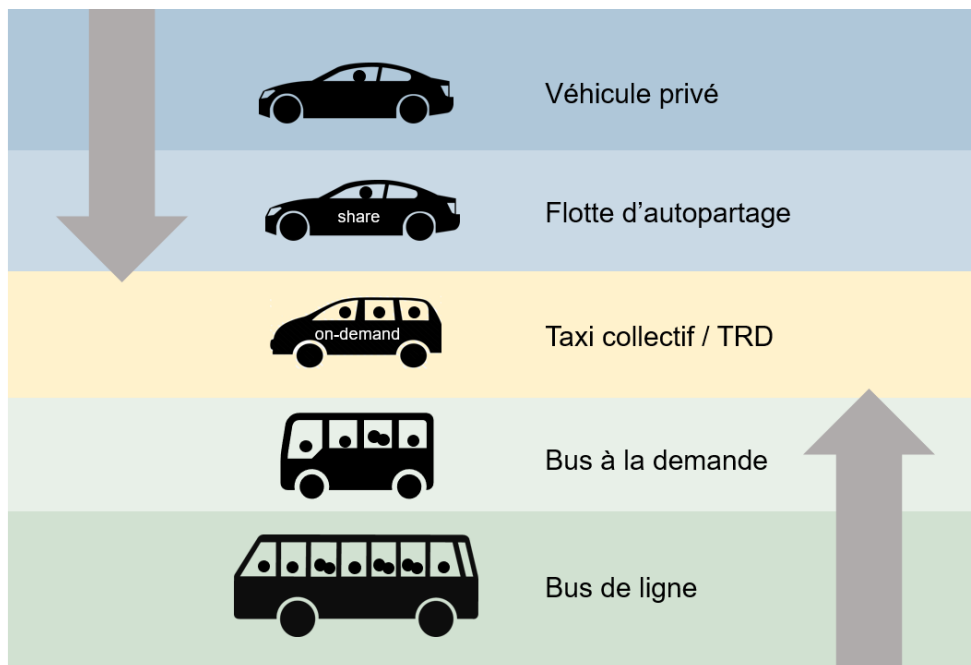 Véhicule privé
share
Flotte d'autopartage
on-demand
Taxi collectif / TRD
Bus à la demande
Bus de ligne